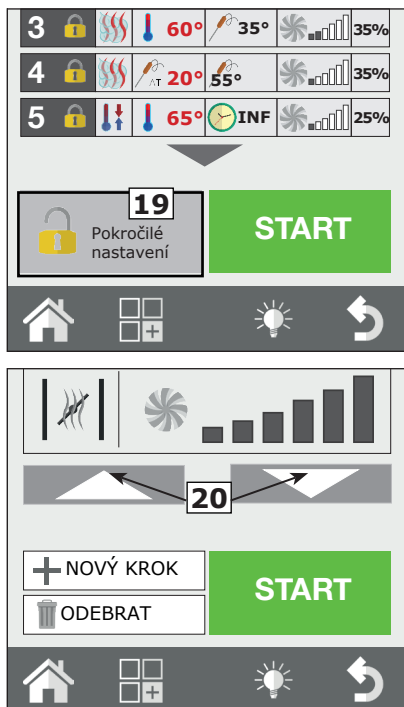 3 60° 35° 35%
4 ΔT 20° 55° 35%
5 65° INF 25%
19
Pokročilé
nastavení
START
20
NOVÝ KROK
ODEBRAT
START